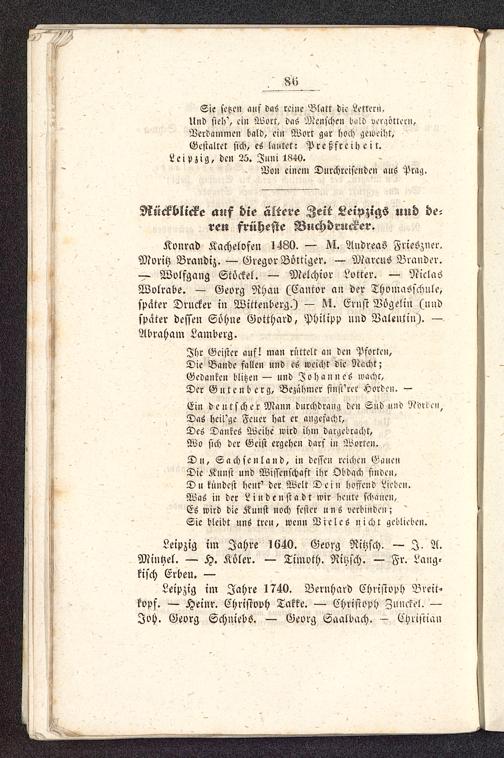 86
Sie setzen auf das reine Blatt die Lettern,
Und sieh', ein Wort, das Menschen bald vergöttern,
Verdammen bald, ein Wort gar hoch geweiht,
Gestaltet sich, es lautet: Preßfreiheit.
Leipzig, den 25. Juni 1840.
Von einem Durchreisenden aus Prag.
Rückblicke auf die ältere Zeit Leipzigs und de-
ren früheste Buchdrucker.
Konrad Kachelofen 1480. — M. Andreas Frieszner.
Moritz Brandiz. — Gregor Böttiger. — Marcus Brander.
— Wolfgang Stöckel. — Melchior Lotter. — Niclas
Wolrabe. — Georg Rhau (Cantor an der Thomasschule,
später Drucker in Wittenberg.) — M. Ernst Vögelin (und
später dessen Söhne Gotthard, Philipp und Valentin). —
Abraham Lamberg.
Ihr Geister auf! man rüttelt an den Pforten,
Die Bande fallen und es weicht die Nacht;
Gedanken blitzen — und Johannes wacht,
Der Gutenberg, Bezähmer finst'rer Horden. —
Ein deutscher Mann durchdrang den Süd und Norden,
Das heil'ge Feuer hat er angefacht,
Des Dankes Weihe wird ihm dargebracht,
Wo sich der Geist ergehen darf in Worten.
Du, Sachsenland, in dessen reichen Gauen
Die Kunst und Wissenschaft ihr Obdach finden,
Du kündest heut' der Welt Dein hoffend Lieben.
Was in der Lindenstadt wir heute schauen,
Es wird die Kunst noch fester uns verbinden;
Sie bleibt uns treu, wenn Vieles nicht geblieben.
Leipzig im Jahre 1640. Georg Ritzsch. — J. A.
Mintzel. — H. Köler. — Timoth. Ritzsch. — Fr. Lang-
kisch Erben. —
Leipzig im Jahre 1740. Bernhard Christoph Breit-
kopf. — Heinr. Christoph Takke. — Christoph Zunckel. —
Joh. Georg Schniebs. — Georg Saalbach. — Christian